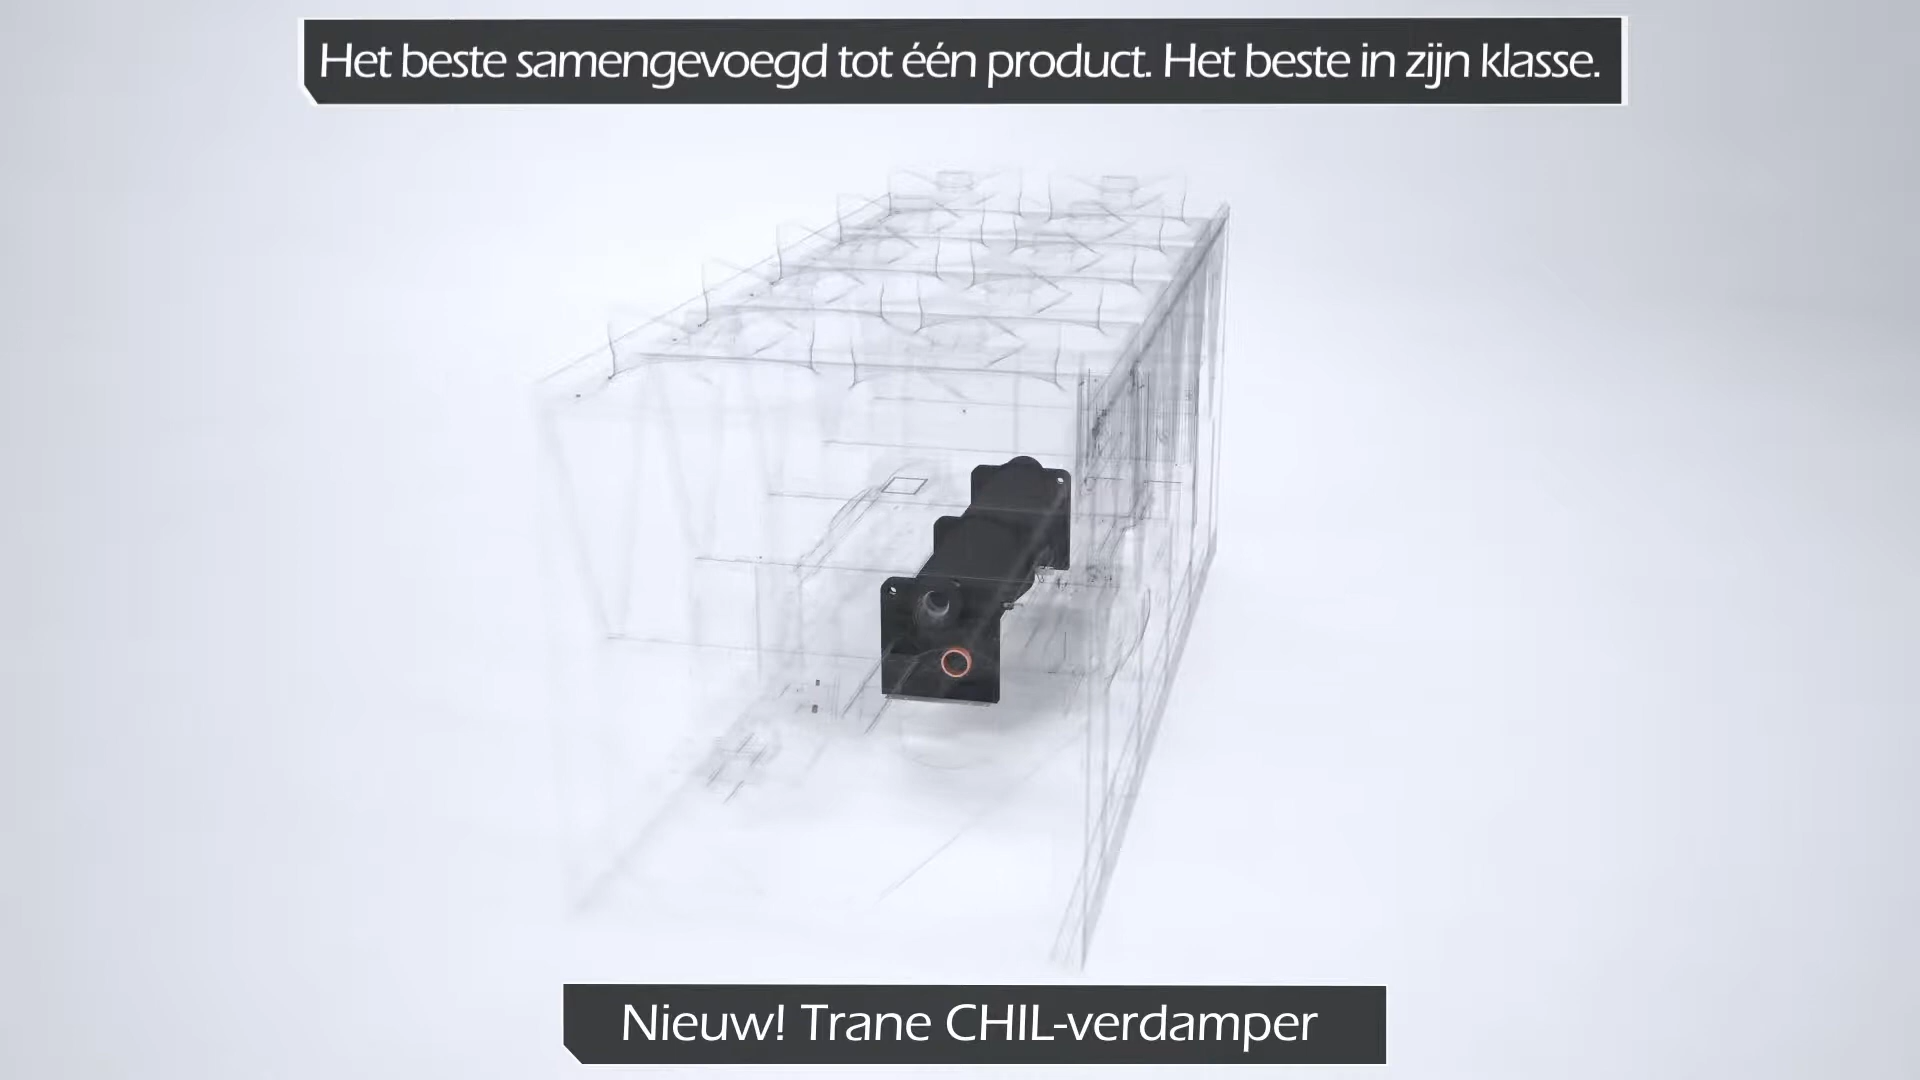 Het beste samengevoegd tot één product. Het beste in zijn klasse.
Nieuw! Trane CHIL-verdamper